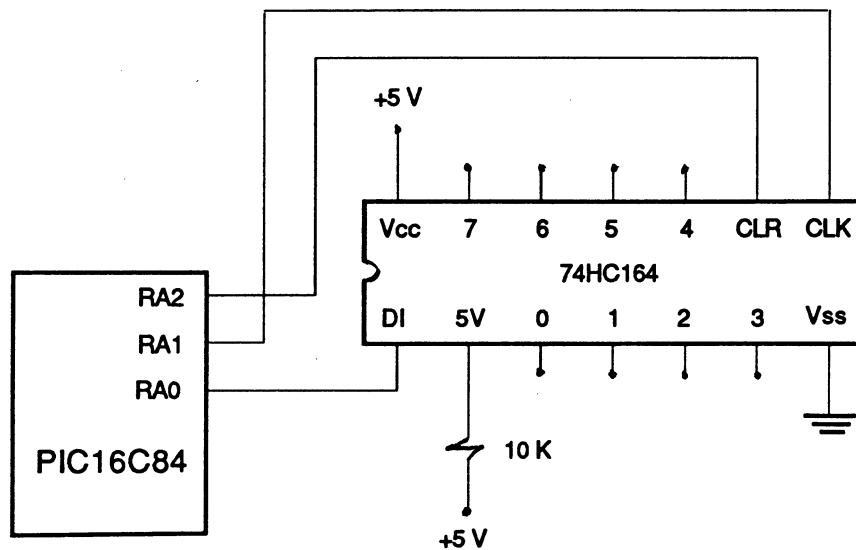 +5 V
Vcc 7 6 5 4 CLR CLK
74HC164
DI 5V 0 1 2 3 Vss
RA2
RA1
RA0
PIC16C84
10 K
+5 V